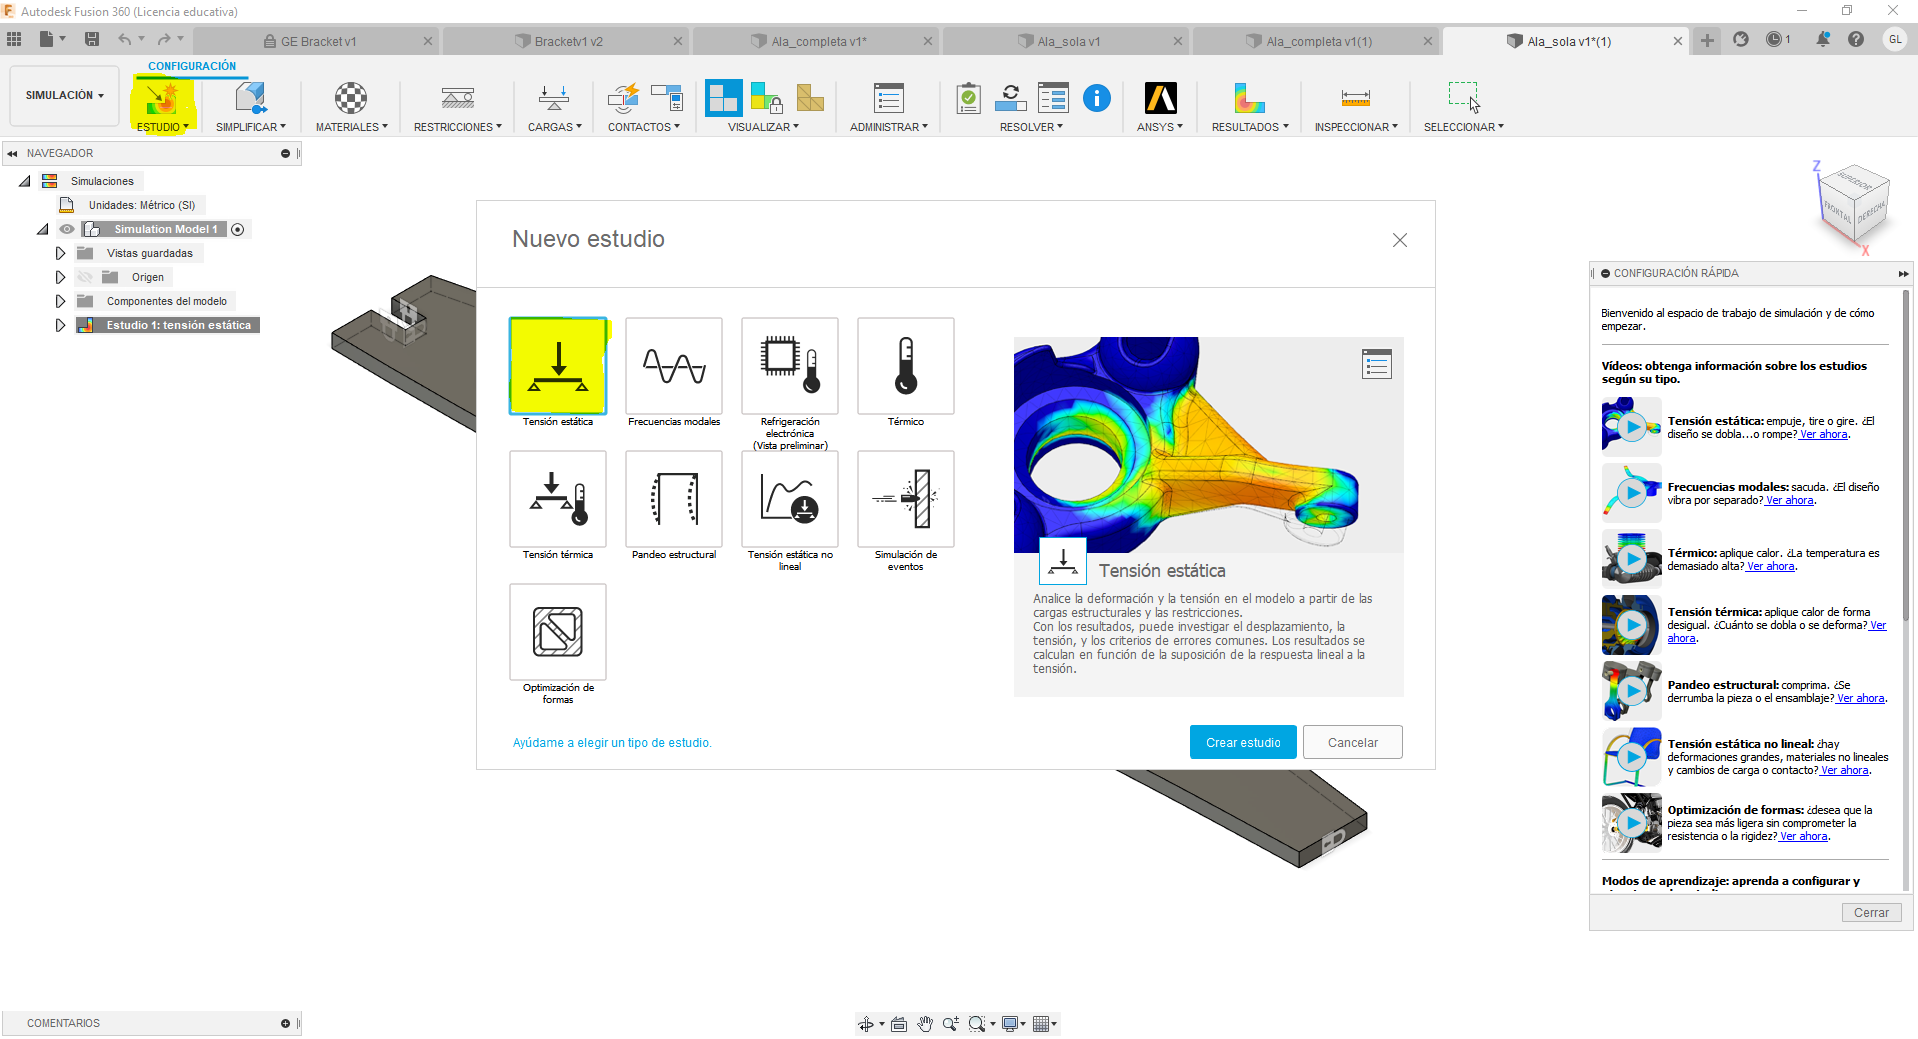 Autodesk Fusion 360 (Licencia educativa)
GE Bracket v1
Bracketv1 v2
Ala_completa v1*
Ala_sola v1
Ala_completa v1(1)
Ala_sola v1*(1)
1
GL
SIMULACIÓN
CONFIGURACIÓN
ESTUDIO
SIMPLIFICAR
MATERIALES
RESTRICCIONES
CARGAS
CONTACTOS
VISUALIZAR
ADMINISTRAR
RESOLVER
ANSYS
RESULTADOS
INSPECCIONAR
SELECCIONAR
NAVEGADOR
Simulaciones
Unidades: Métrico (SI)
Simulation Model 1
Vistas guardadas
Origen
Componentes del modelo
Estudio 1: tensión estática
Nuevo estudio
Tensión estática
Frecuencias modales
Refrigeración
electrónica
(Vista preliminar)
Térmico
Tensión térmica
Pandeo estructural
Tensión estática no
lineal
Simulación de
eventos
Optimización de
formas
Tensión estática
Analice la deformación y la tensión en el modelo a partir de las
cargas estructurales y las restricciones.
Con los resultados, puede investigar el desplazamiento, la
tensión, y los criterios de errores comunes. Los resultados se
calculan en función de la suposición de la respuesta lineal a la
tensión.
Ayúdame a elegir un tipo de estudio.
Crear estudio
Cancelar
Z
SUPERIOR
FRONTAL
DERECHA
X
CONFIGURACIÓN RÁPIDA
Bienvenido al espacio de trabajo de simulación y de cómo
empezar.
Vídeos: obtenga información sobre los estudios
según su tipo.
Tensión estática: empuje, tire o gire. ¿El
diseño se dobla...o rompe? Ver ahora.
Frecuencias modales: sacuda. ¿El diseño
vibra por separado? Ver ahora.
Térmico: aplique calor. ¿La temperatura es
demasiado alta? Ver ahora.
Tensión térmica: aplique calor de forma
desigual. ¿Cuánto se dobla o se deforma? Ver
ahora.
Pandeo estructural: comprima. ¿Se
derrumba la pieza o el ensamblaje? Ver ahora.
Tensión estática no lineal: ¿hay
deformaciones grandes, materiales no lineales
y cambios de carga o contacto? Ver ahora.
Optimización de formas: ¿desea que la
pieza sea más ligera sin comprometer la
resistencia o la rigidez? Ver ahora.
Modos de aprendizaje: aprenda a configurar y
Cerrar
COMENTARIOS